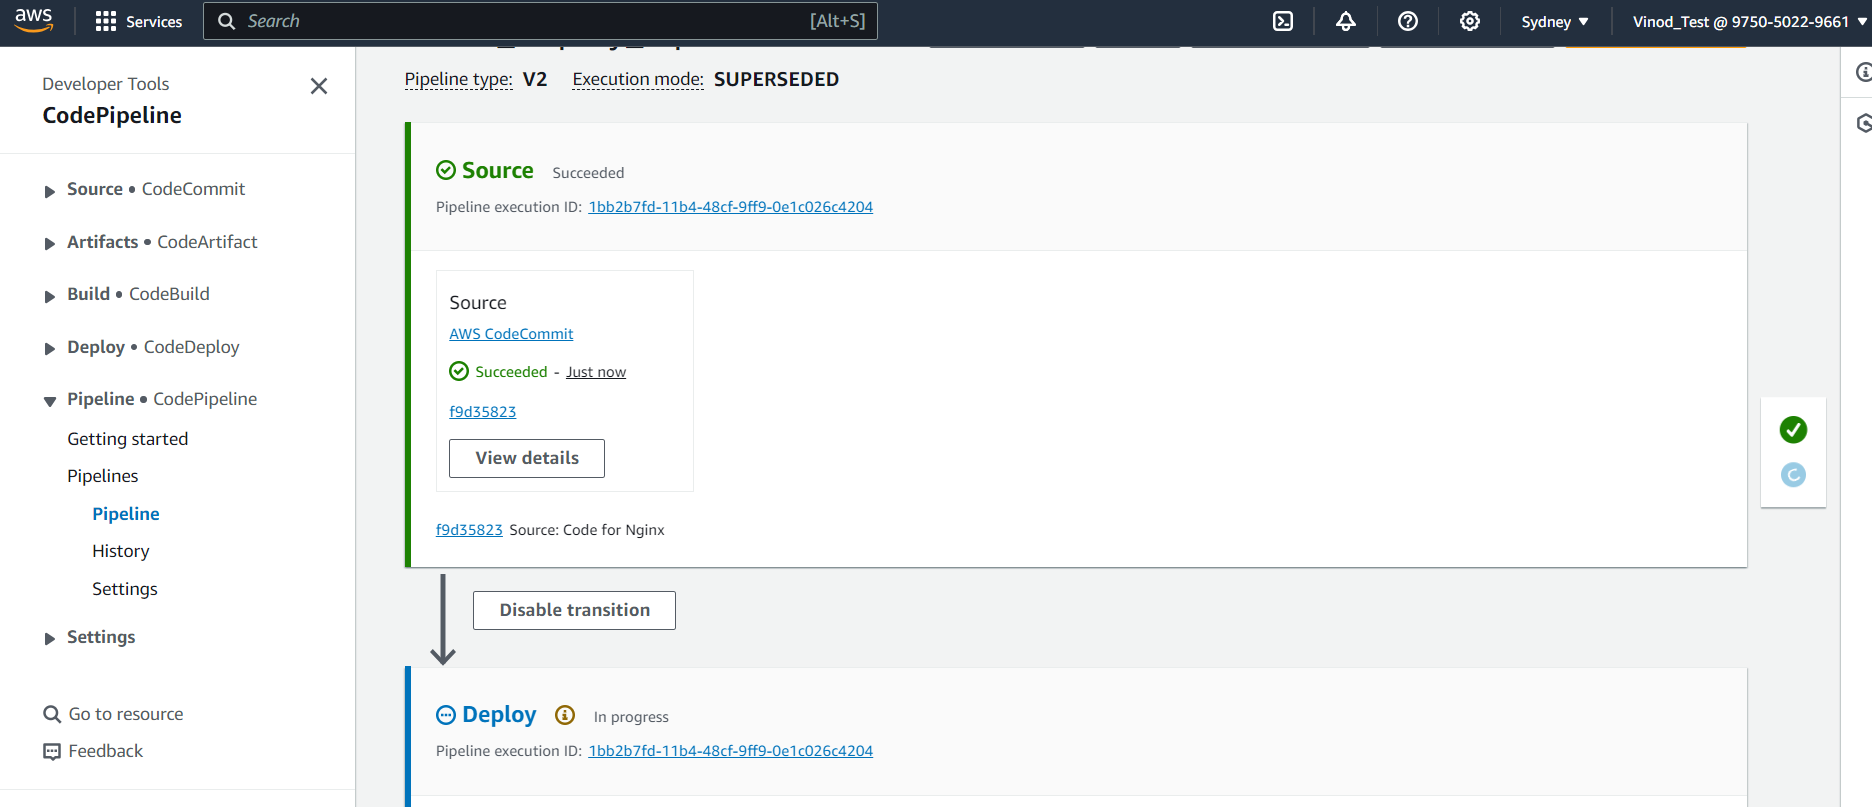 aws Services Search [Alt+S] Sydney Vinod_Test @ 9750-5022-9661
Developer Tools
CodePipeline
Source • CodeCommit
Artifacts • CodeArtifact
Build • CodeBuild
Deploy • CodeDeploy
Pipeline • CodePipeline
Getting started
Pipelines
Pipeline
History
Settings
Settings
Go to resource
Feedback
Pipeline type: V2 Execution mode: SUPERSEDED
Source Succeeded
Pipeline execution ID: 1bb2b7fd-11b4-48cf-9ff9-0e1c026c4204
Source
AWS CodeCommit
Succeeded - Just now
f9d35823
View details
f9d35823 Source: Code for Nginx
Disable transition
Deploy In progress
Pipeline execution ID: 1bb2b7fd-11b4-48cf-9ff9-0e1c026c4204